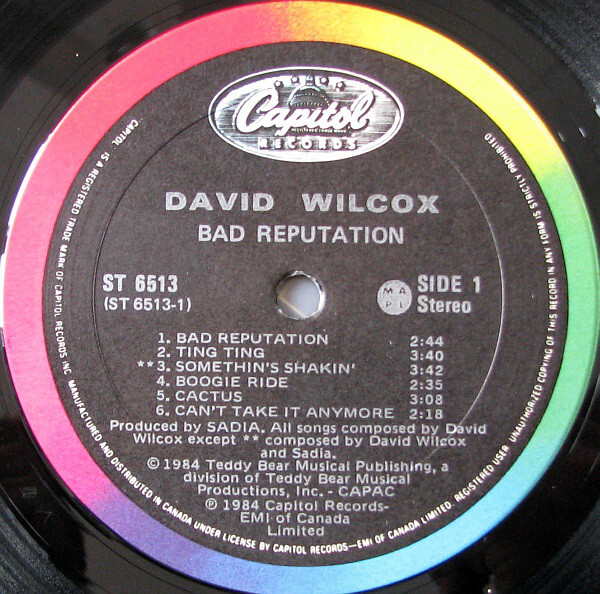 Capitol
REGISTERED TRADE MARK
RECORDS
DAVID WILCOX
BAD REPUTATION
ST 6513
(ST 6513-1)
M A
P L
SIDE 1
Stereo
1. BAD REPUTATION 2:44
2. TING TING 3:40
**3. SOMETHIN'S SHAKIN' 3:42
4. BOOGIE RIDE 2:35
5. CACTUS 3:08
6. CAN'T TAKE IT ANYMORE 2:18
Produced by SADIA. All songs composed by David
Wilcox except ** composed by David Wilcox
and Sadia.
© 1984 Teddy Bear Musical Publishing, a
division of Teddy Bear Musical
Productions, Inc. - CAPAC
℗ 1984 Capitol Records-
EMI of Canada
Limited
CAPITOL IS A REGISTERED TRADE MARK OF CAPITOL RECORDS INC. MANUFACTURED AND DISTRIBUTED IN CANADA UNDER LICENSE BY CAPITOL RECORDS—EMI OF CANADA LIMITED. REGISTERED USER UNAUTHORIZED COPYING OF THIS RECORD IN ANY FORM IS STRICTLY PROHIBITED